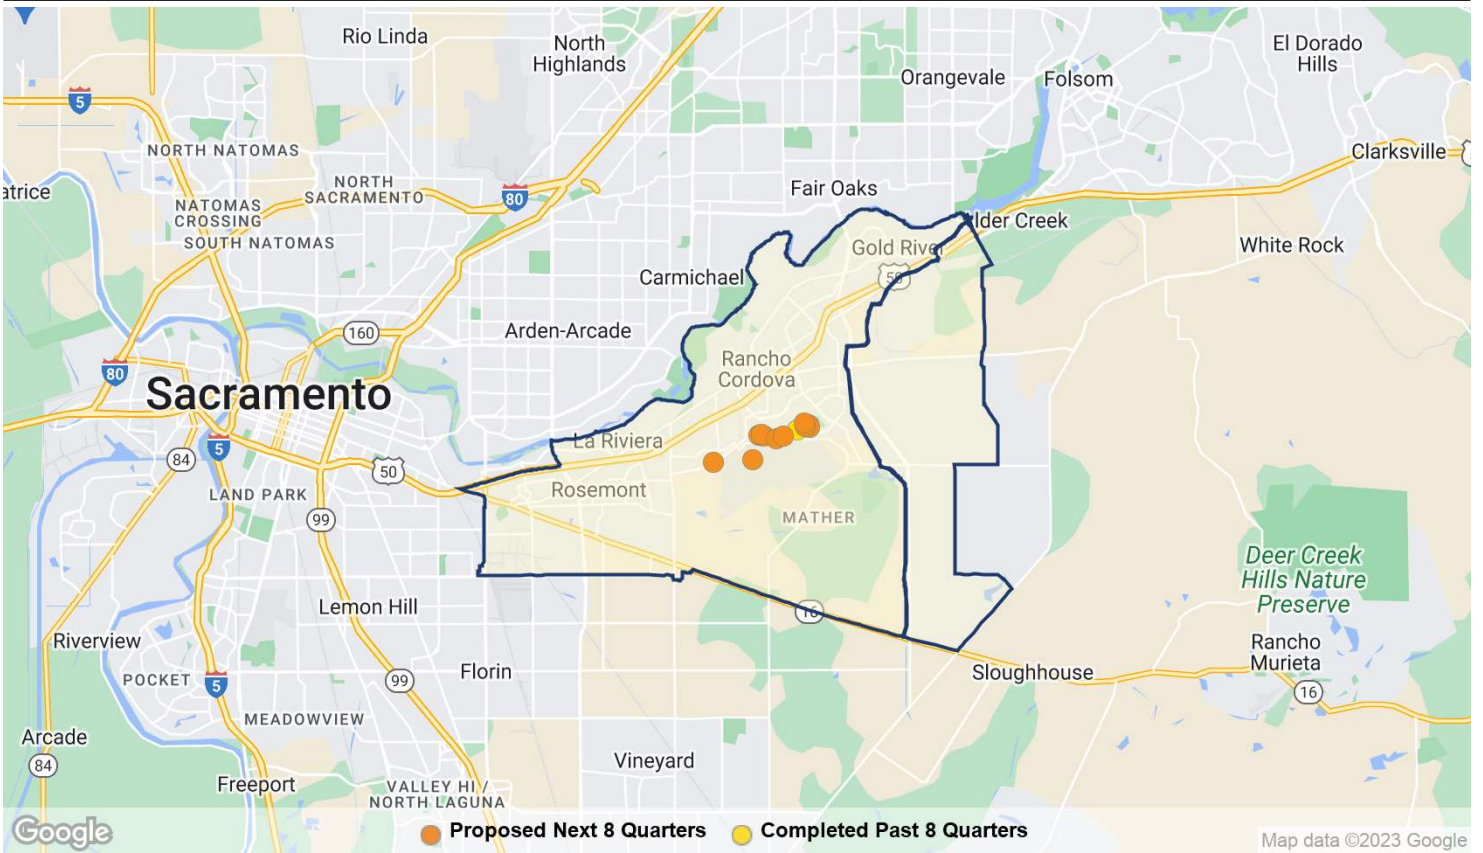 Rio Linda
North
Highlands
El Dorado
Hills
Orangevale
Folsom
5
NORTH NATOMAS
Clarksville
atrice
NORTH
SACRAMENTO
80
Fair Oaks
NATOMAS
CROSSING
SOUTH NATOMAS
lder Creek
Gold River
White Rock
Carmichael
50
160
Arden-Arcade
Rancho
Cordova
80
Sacramento
La Riviera
5
84
50
LAND PARK
Rosemont
99
MATHER
Deer Creek
Hills Nature
Preserve
Lemon Hill
16
Riverview
Rancho
Murieta
Florin
Sloughhouse
POCKET
5
99
16
MEADOWVIEW
Arcade
84
Vineyard
Freeport
VALLEY HI /
NORTH LAGUNA
Google
Proposed Next 8 Quarters
Completed Past 8 Quarters
Map data ©2023 Google